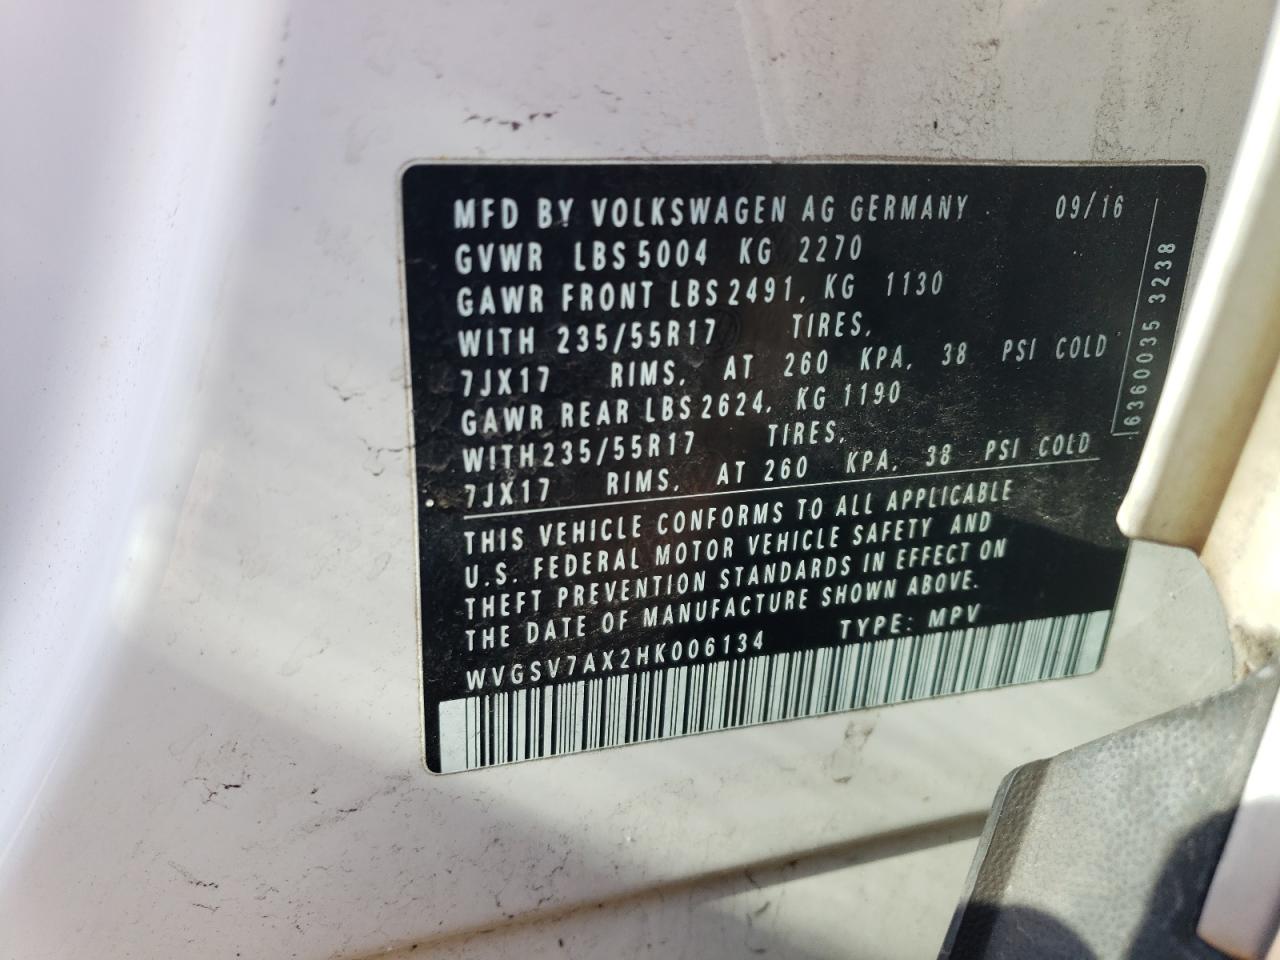 MFD BY VOLKSWAGEN AG GERMANY 09/16
GVWR LBS 5004 KG 2270
GAWR FRONT LBS 2491, KG 1130
WITH 235/55R17 TIRES,
7JX17 RIMS, AT 260 KPA, 38 PSI COLD
GAWR REAR LBS 2624, KG 1190
WITH 235/55R17 TIRES,
7JX17 RIMS, AT 260 KPA, 38 PSI COLD
THIS VEHICLE CONFORMS TO ALL APPLICABLE
U.S. FEDERAL MOTOR VEHICLE SAFETY AND
THEFT PREVENTION STANDARDS IN EFFECT ON
THE DATE OF MANUFACTURE SHOWN ABOVE.
WVGSV7AX2HK006134 TYPE: MPV
6360035 3238